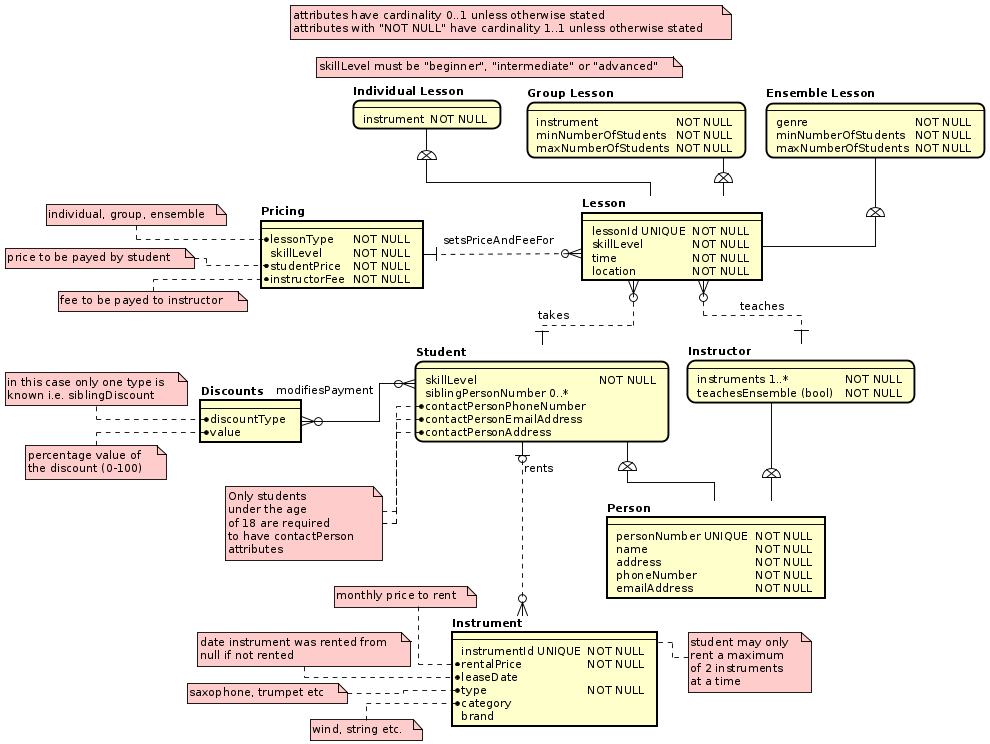 attributes have cardinality 0..1 unless otherwise stated
attributes with "NOT NULL" have cardinality 1..1 unless otherwise stated
skillLevel must be "beginner", "intermediate" or "advanced"
Individual Lesson
instrument NOT NULL
Group Lesson
instrument NOT NULL
minNumberOfStudents NOT NULL
maxNumberOfStudents NOT NULL
Ensemble Lesson
genre NOT NULL
minNumberOfStudents NOT NULL
maxNumberOfStudents NOT NULL
individual, group, ensemble
price to be payed by student
fee to be payed to instructor
Pricing
lessonType NOT NULL
skillLevel NOT NULL
studentPrice NOT NULL
instructorFee NOT NULL
setsPriceAndFeeFor
Lesson
lessonId UNIQUE NOT NULL
skillLevel NOT NULL
time NOT NULL
location NOT NULL
takes
teaches
in this case only one type is
known i.e. siblingDiscount
percentage value of
the discount (0-100)
Discounts
discountType
value
modifiesPayment
Student
skillLevel NOT NULL
siblingPersonNumber 0..*
contactPersonPhoneNumber
contactPersonEmailAddress
contactPersonAddress
Instructor
instruments 1..* NOT NULL
teachesEnsemble (bool) NOT NULL
rents
Only students
under the age
of 18 are required
to have contactPerson
attributes
Person
personNumber UNIQUE NOT NULL
name NOT NULL
address NOT NULL
phoneNumber NOT NULL
emailAddress NOT NULL
monthly price to rent
date instrument was rented from
null if not rented
saxophone, trumpet etc
wind, string etc.
Instrument
instrumentId UNIQUE NOT NULL
rentalPrice NOT NULL
leaseDate
type NOT NULL
category
brand
student may only
rent a maximum
of 2 instruments
at a time